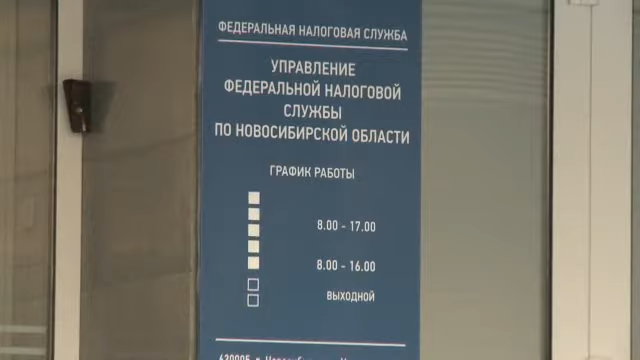 ФЕДЕРАЛЬНАЯ НАЛОГОВАЯ СЛУЖБА
УПРАВЛЕНИЕ
ФЕДЕРАЛЬНОЙ НАЛОГОВОЙ
СЛУЖБЫ
ПО НОВОСИБИРСКОЙ ОБЛАСТИ
ГРАФИК РАБОТЫ
8.00 - 17.00
8.00 - 16.00
ВЫХОДНОЙ